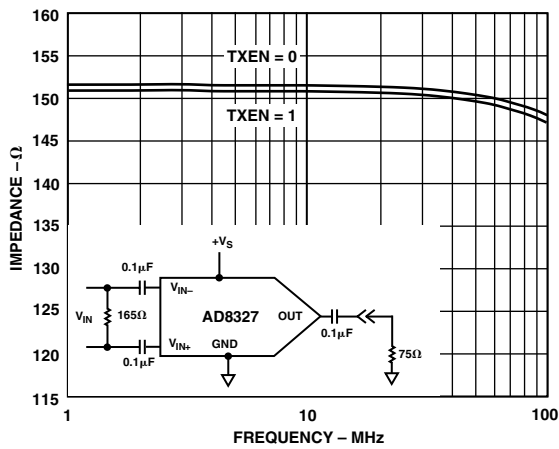 160
155
150
145
140
135
130
125
120
115
IMPEDANCE – Ω
TXEN = 0
TXEN = 1
+VS
0.1µF
VIN–
VIN
165Ω
AD8327
OUT
0.1µF
VIN+
GND
0.1µF
75Ω
1
10
100
FREQUENCY – MHz